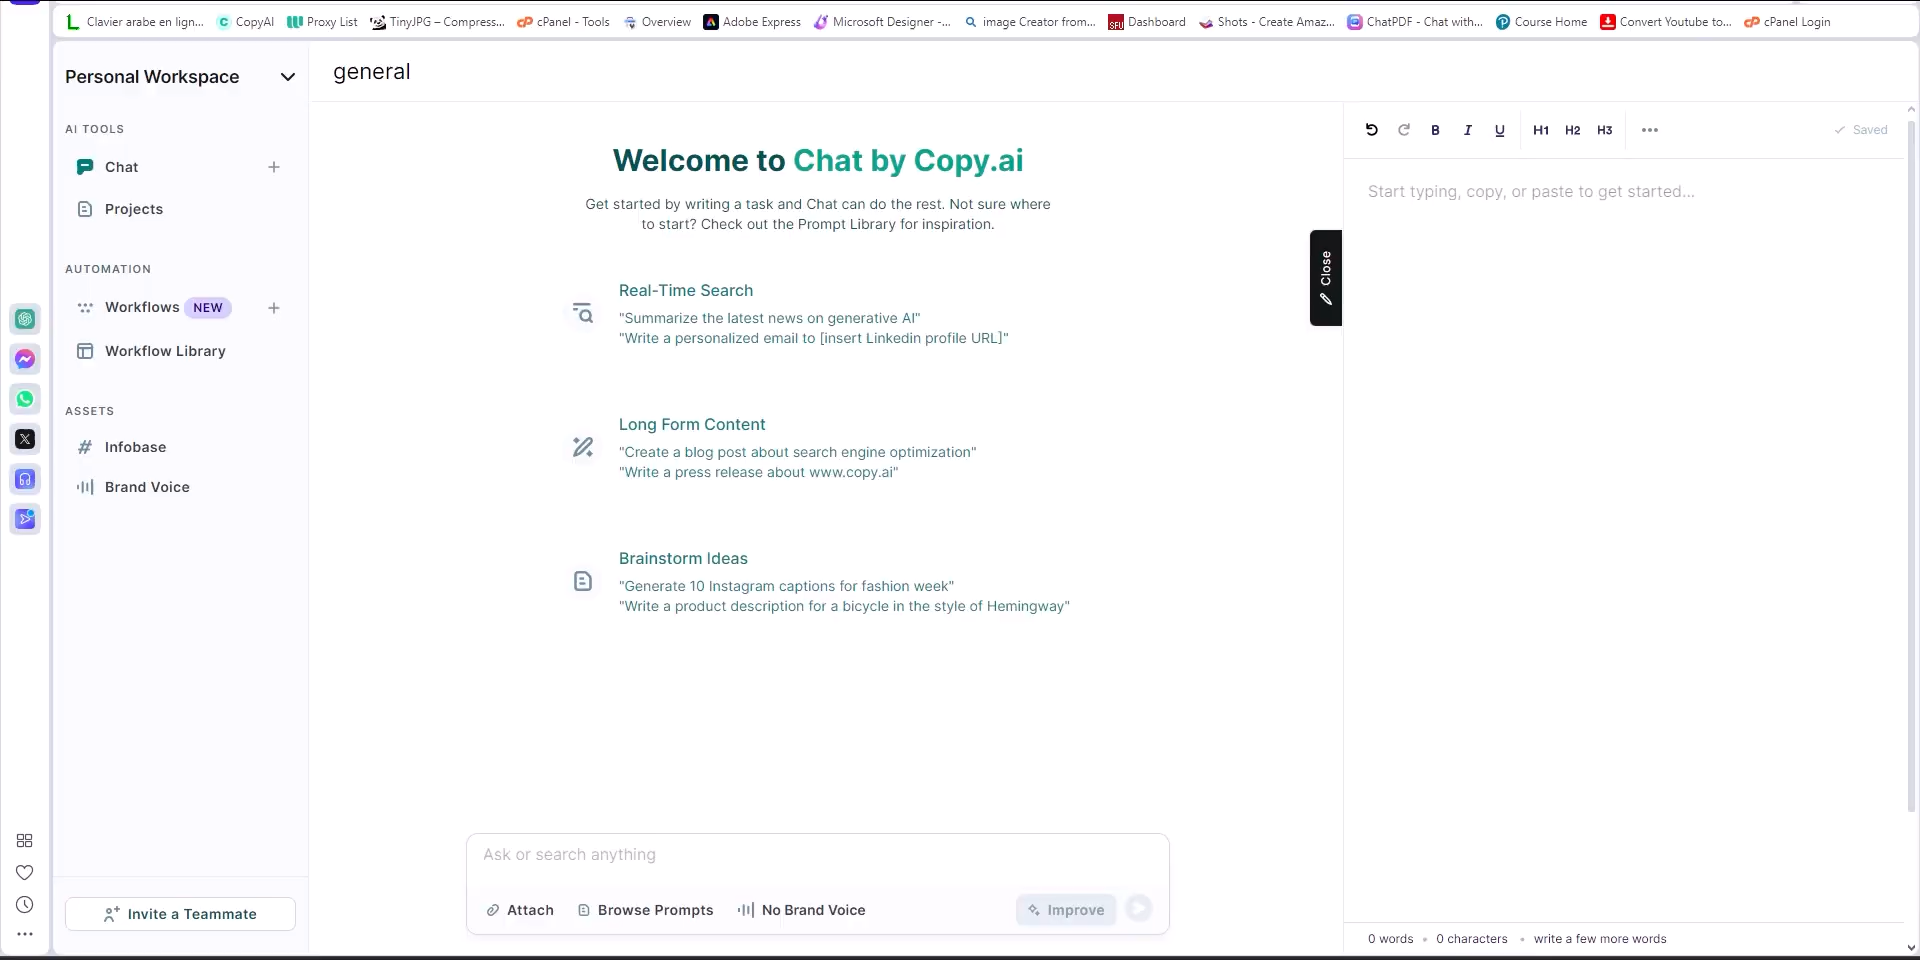 Clavier arabe en lign... CopyAI Proxy List TinyJPG – Compress... cPanel - Tools Overview Adobe Express Microsoft Designer -... image Creator from... SFU Dashboard Shots - Create Amaz... ChatPDF - Chat with... Course Home Convert Youtube to... cPanel Login
Personal Workspace
general
AI TOOLS
Chat
Projects
AUTOMATION
Workflows NEW
Workflow Library
ASSETS
Infobase
Brand Voice
Invite a Teammate
Welcome to Chat by Copy.ai
Get started by writing a task and Chat can do the rest. Not sure where
to start? Check out the Prompt Library for inspiration.
Real-Time Search
"Summarize the latest news on generative AI"
"Write a personalized email to [insert Linkedin profile URL]"
Long Form Content
"Create a blog post about search engine optimization"
"Write a press release about www.copy.ai"
Brainstorm Ideas
"Generate 10 Instagram captions for fashion week"
"Write a product description for a bicycle in the style of Hemingway"
Ask or search anything
Attach Browse Prompts No Brand Voice Improve
Close
B I U H1 H2 H3 Saved
Start typing, copy, or paste to get started...
0 words • 0 characters • write a few more words